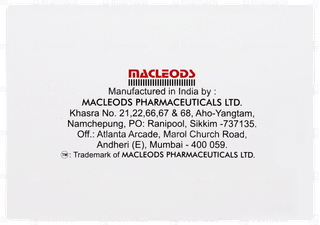 MACLEODS
Manufactured in India by :
MACLEODS PHARMACEUTICALS LTD.
Khasra No. 21,22,66,67 & 68, Aho-Yangtam,
Namchepung, PO: Ranipool, Sikkim -737135.
Off.: Atlanta Arcade, Marol Church Road,
Andheri (E), Mumbai - 400 059.
TM: Trademark of MACLEODS PHARMACEUTICALS LTD.